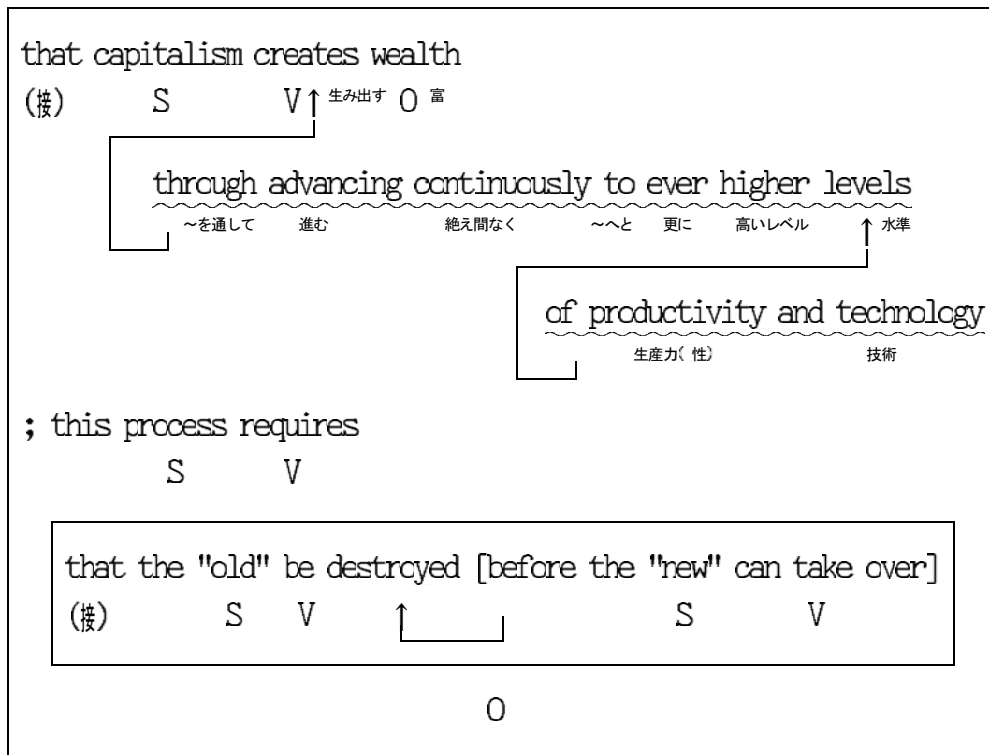 that capitalism creates wealth
(接) S V↑ 生み出す O 富
through advancing continuously to ever higher levels
～を通して 進む 絶え間なく ～へと 更に 高いレベル ↑ 水準
of productivity and technology
生産力( 性) 技術
; this process requires
S V
that the "old" be destroyed [before the "new" can take over]
(接) S V ↑ S V
O